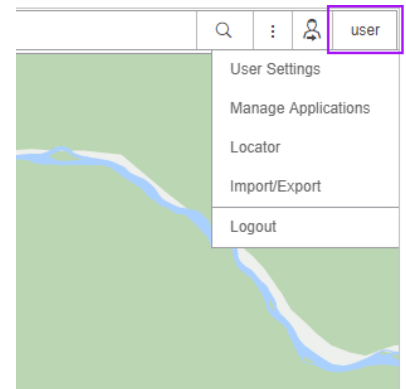 user
User Settings
Manage Applications
Locator
Import/Export
Logout